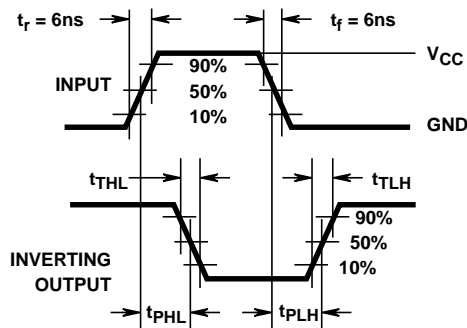 tr = 6ns
tf = 6ns
VCC
90%
INPUT
50%
10%
GND
tTHL
tTLH
90%
50%
INVERTING
OUTPUT
10%
tPHL
tPLH